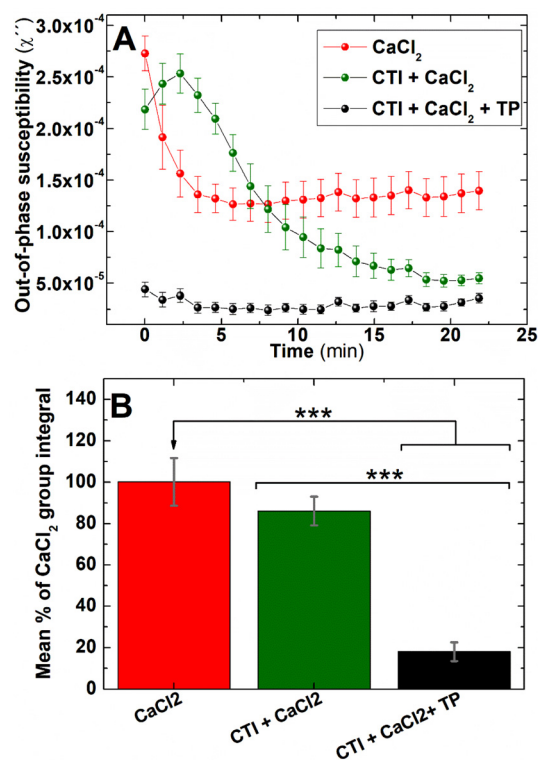 A
Out-of-phase susceptibility (χ´´)
3.0x10⁻⁴
2.5x10⁻⁴
2.0x10⁻⁴
1.5x10⁻⁴
1.0x10⁻⁴
5.0x10⁻⁵
CaCl₂
CTI + CaCl₂
CTI + CaCl₂ + TP
0 5 10 15 20 25
Time (min)
B
Mean % of CaCl₂ group integral
140
120
100
80
60
40
20
0
***
***
CaCl2
CTI + CaCl2
CTI + CaCl2+ TP